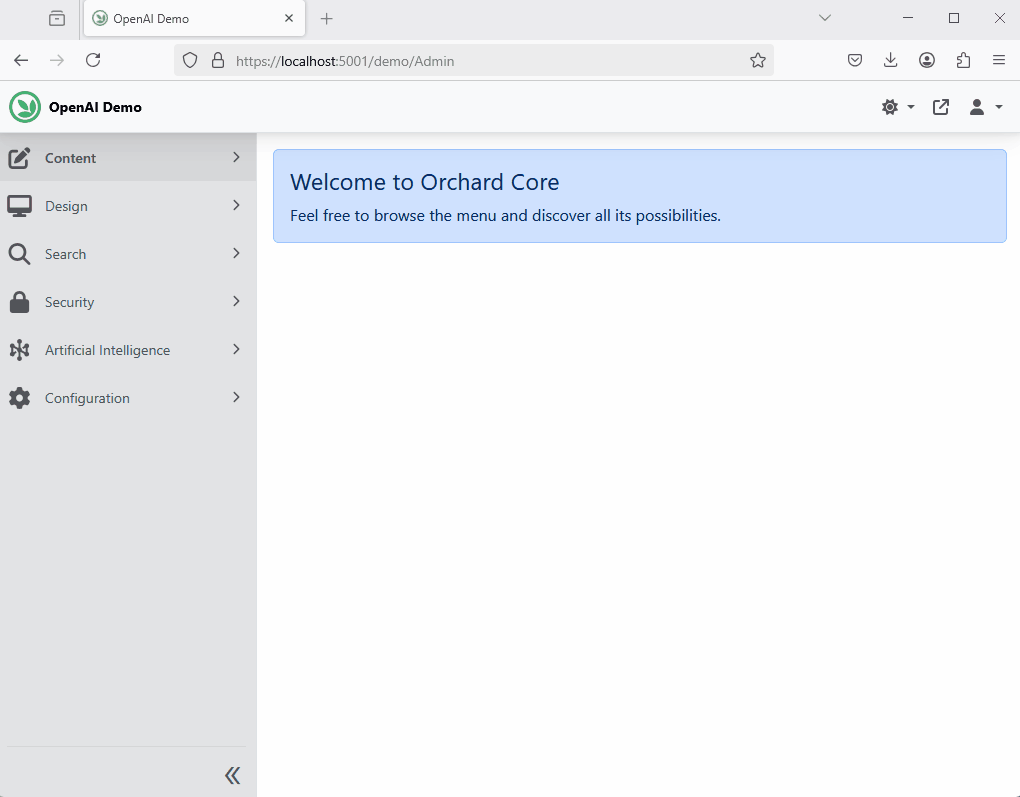 OpenAI Demo
https://localhost:5001/demo/Admin
OpenAI Demo
Content
Design
Search
Security
Artificial Intelligence
Configuration
Welcome to Orchard Core
Feel free to browse the menu and discover all its possibilities.